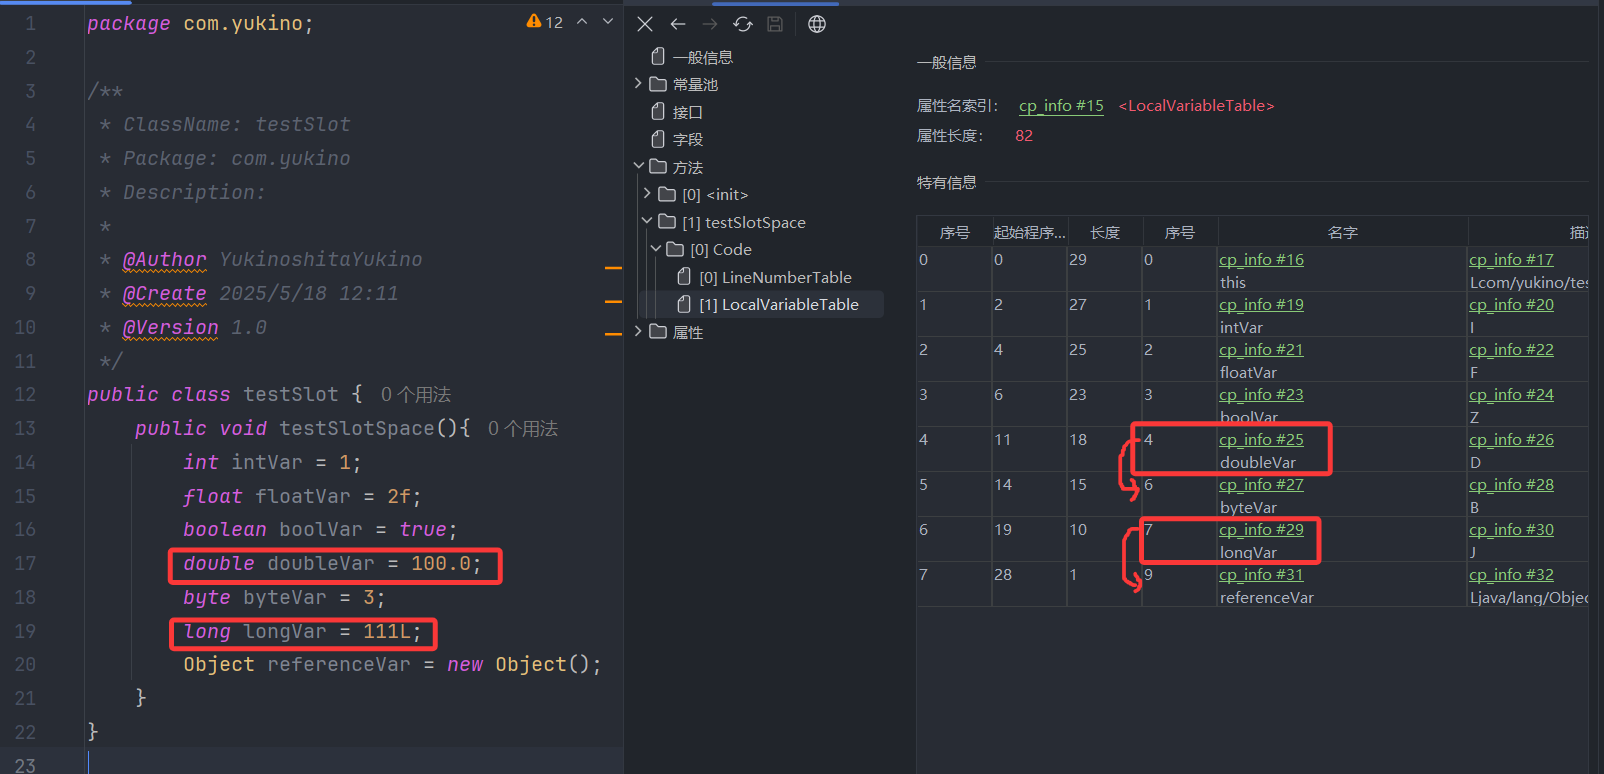 1 package com.yukino;
12
2
3 /**
4 * ClassName: testSlot
5 * Package: com.yukino
6 * Description:
7 *
8 * @Author YukinoshitaYukino
9 * @Create 2025/5/18 12:11
10 * @Version 1.0
11 */
12 public class testSlot { 0 个用法
13 public void testSlotSpace(){ 0 个用法
14 int intVar = 1;
15 float floatVar = 2f;
16 boolean boolVar = true;
17 double doubleVar = 100.0;
18 byte byteVar = 3;
19 long longVar = 111L;
20 Object referenceVar = new Object();
21 }
22 }
23
一般信息
常量池
接口
字段
方法
[0] <init>
[1] testSlotSpace
[0] Code
[0] LineNumberTable
[1] LocalVariableTable
属性
一般信息
属性名索引: cp_info #15 <LocalVariableTable>
属性长度: 82
特有信息
序号 起始程序... 长度 序号 名字 描述
0 0 29 0 cp_info #16 cp_info #17
this Lcom/yukino/tes
1 2 27 1 cp_info #19 cp_info #20
intVar I
2 4 25 2 cp_info #21 cp_info #22
floatVar F
3 6 23 3 cp_info #23 cp_info #24
boolVar Z
4 11 18 4 cp_info #25 cp_info #26
doubleVar D
5 14 15 6 cp_info #27 cp_info #28
byteVar B
6 19 10 7 cp_info #29 cp_info #30
longVar J
7 28 1 9 cp_info #31 cp_info #32
referenceVar Ljava/lang/Objec